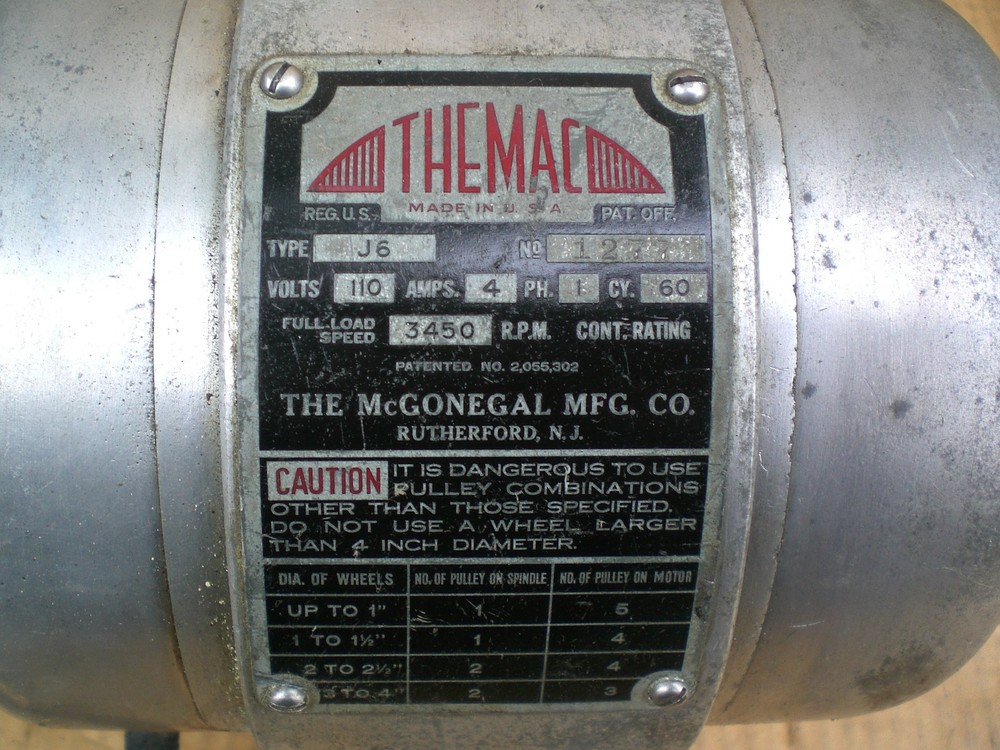 THEMAC
REG. U.S. MADE IN U.S.A PAT. OFF.
TYPE J6 Nº 1277
VOLTS 110 AMPS. 4 PH. 1 CY. 60
FULL LOAD SPEED 3450 R.P.M. CONT. RATING
PATENTED NO. 2,055,302
THE McGONEGAL MFG. CO.
RUTHERFORD, N.J.
CAUTION IT IS DANGEROUS TO USE
PULLEY COMBINATIONS
OTHER THAN THOSE SPECIFIED.
DO NOT USE A WHEEL LARGER
THAN 4 INCH DIAMETER.
DIA. OF WHEELS NO. OF PULLEY ON SPINDLE NO. OF PULLEY ON MOTOR
UP TO 1" 1 5
1 TO 1½" 1 4
2 TO 2½" 2 4
3 TO 4" 2 3